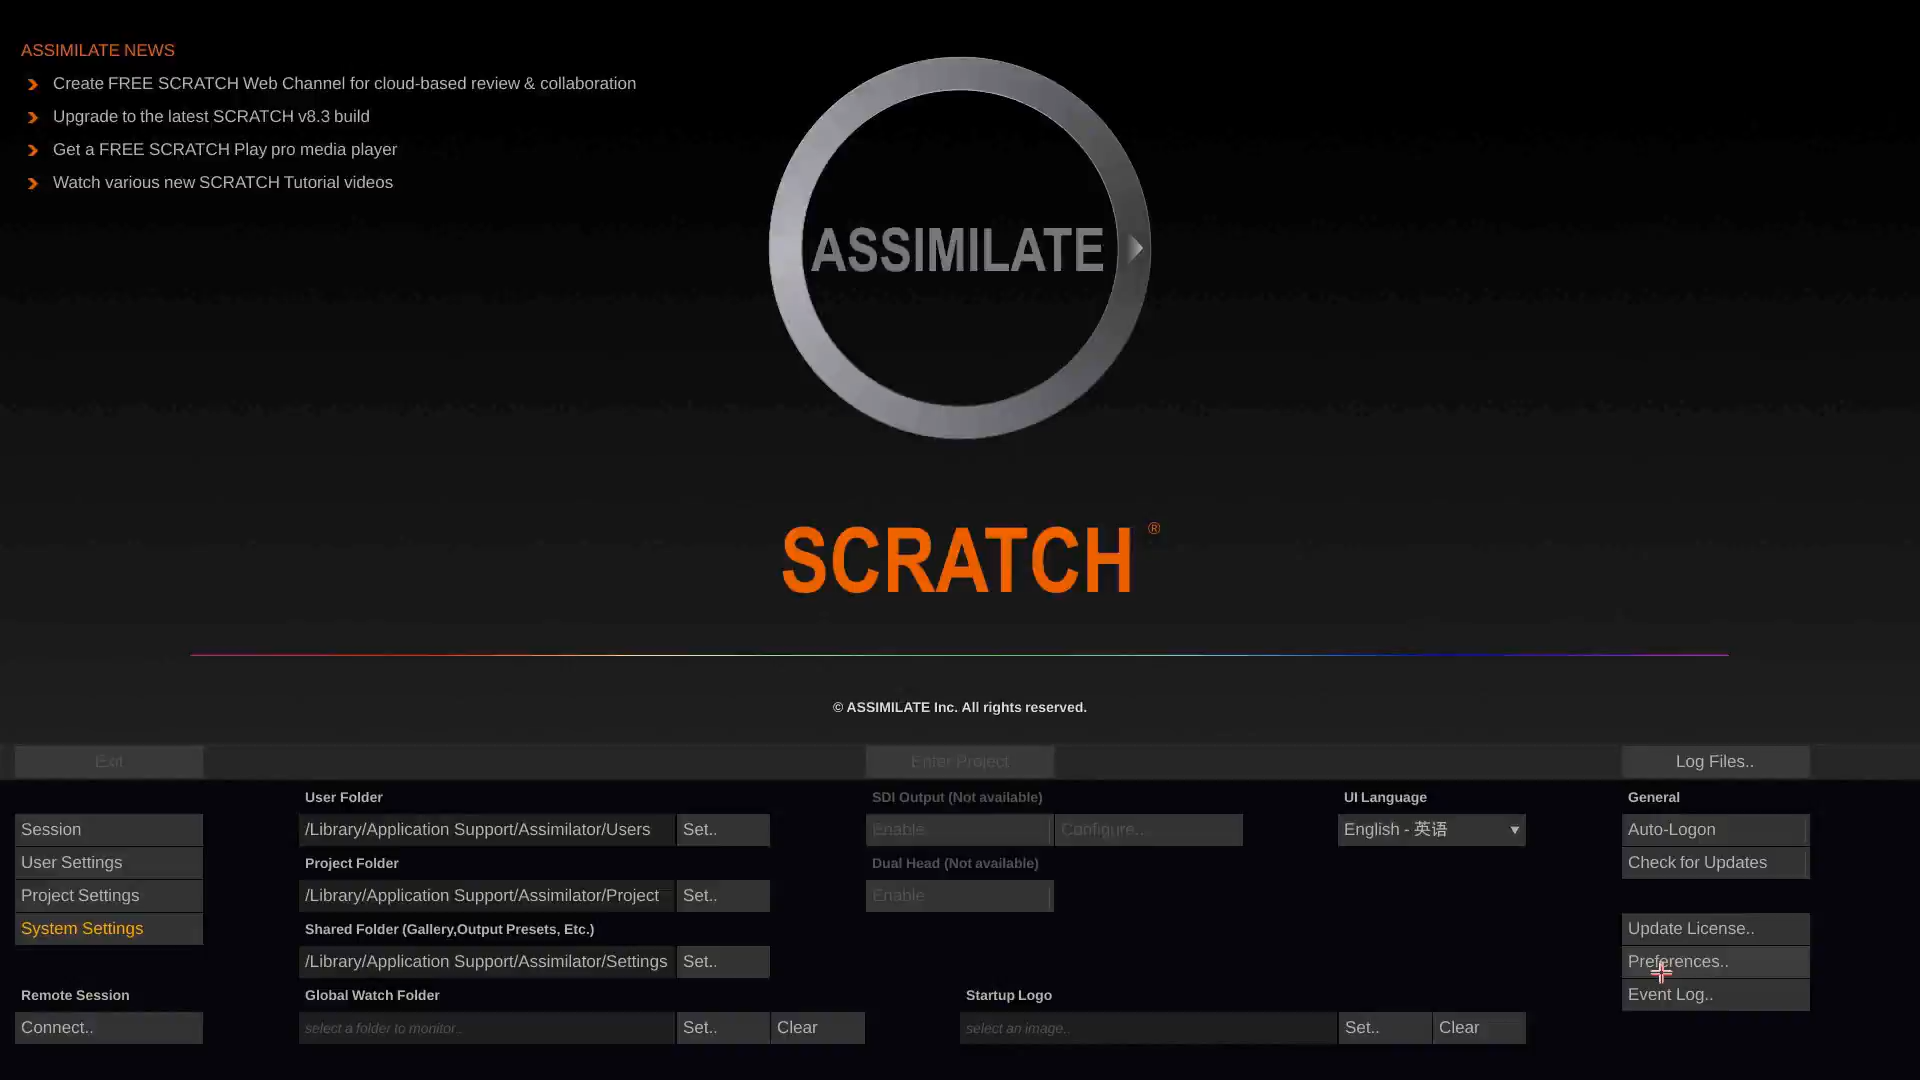 ASSIMILATE NEWS
Create FREE SCRATCH Web Channel for cloud-based review & collaboration
Upgrade to the latest SCRATCH v8.3 build
Get a FREE SCRATCH Play pro media player
Watch various new SCRATCH Tutorial videos
ASSIMILATE
SCRATCH ®
© ASSIMILATE Inc. All rights reserved.
Exit
Enter Project
Log Files..
User Folder
SDI Output (Not available)
UI Language
General
Session
/Library/Application Support/Assimilator/Users
Set..
Enable
Configure..
English - 英语
Auto-Logon
User Settings
Project Folder
Dual Head (Not available)
Check for Updates
Project Settings
/Library/Application Support/Assimilator/Project
Set..
Enable
System Settings
Shared Folder (Gallery,Output Presets, Etc.)
Update License..
/Library/Application Support/Assimilator/Settings
Set..
Preferences..
Remote Session
Global Watch Folder
Startup Logo
Event Log..
Connect..
select a folder to monitor..
Set..
Clear
select an image..
Set..
Clear